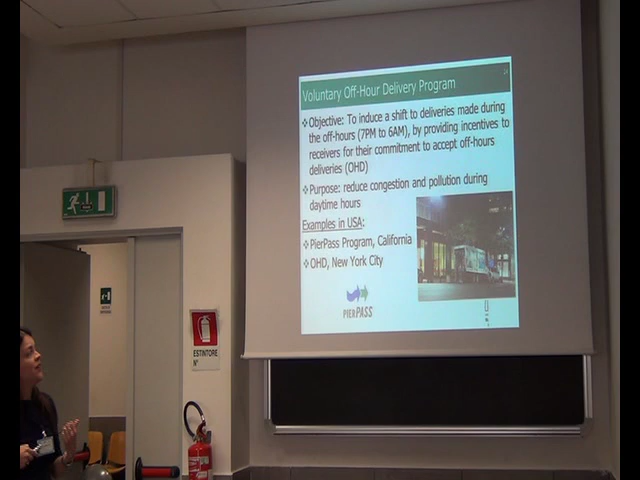 Voluntary Off-Hour Delivery Program
❖Objective: To induce a shift to deliveries made during
the off-hours (7PM to 6AM), by providing incentives to
receivers for their commitment to accept off-hours
deliveries (OHD)
❖Purpose: reduce congestion and pollution during
daytime hours
Examples in USA:
❖PierPass Program, California
❖OHD, New York City
PIERPASS
ESTINTORE
N°